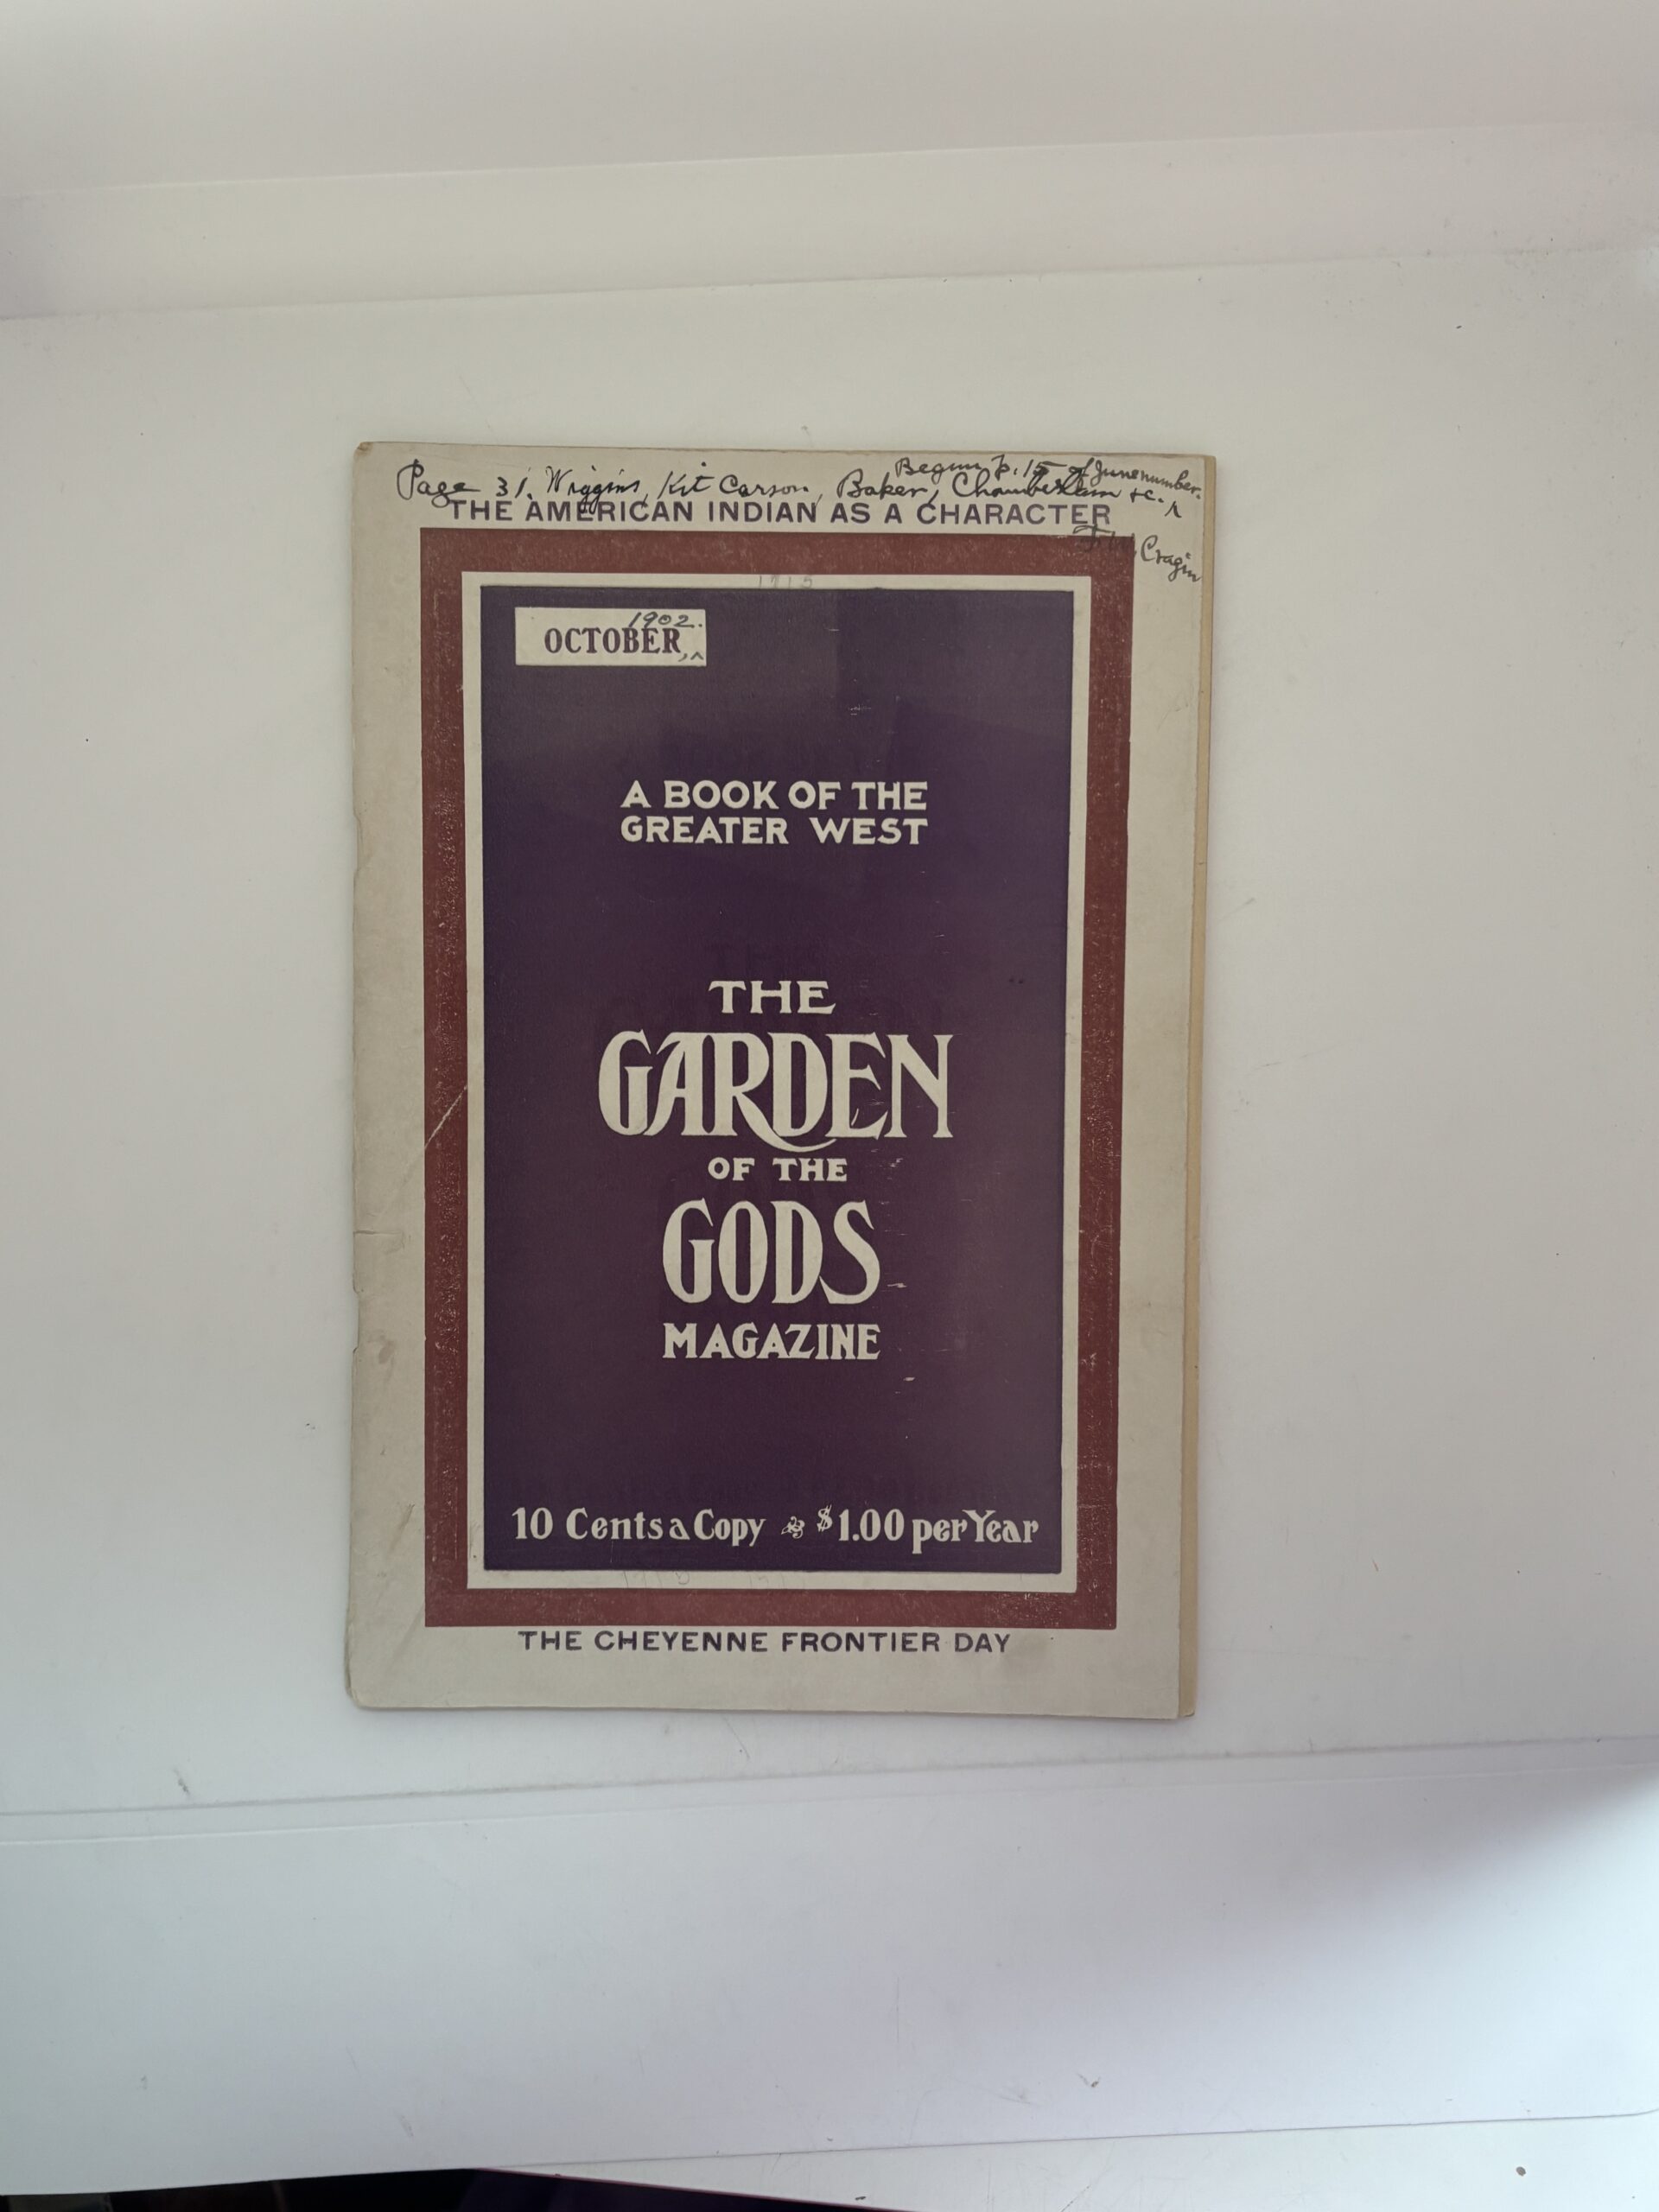 Begun p. 15 of June number.
Page 31. Wiggins, Kit Carson, Baker, Chamberlain &c. ^
THE AMERICAN INDIAN AS A CHARACTER
Cragin
1902.
OCTOBER,^
A BOOK OF THE
GREATER WEST
THE
GARDEN
OF THE
GODS
MAGAZINE
10 Cents a Copy $1.00 per Year
THE CHEYENNE FRONTIER DAY